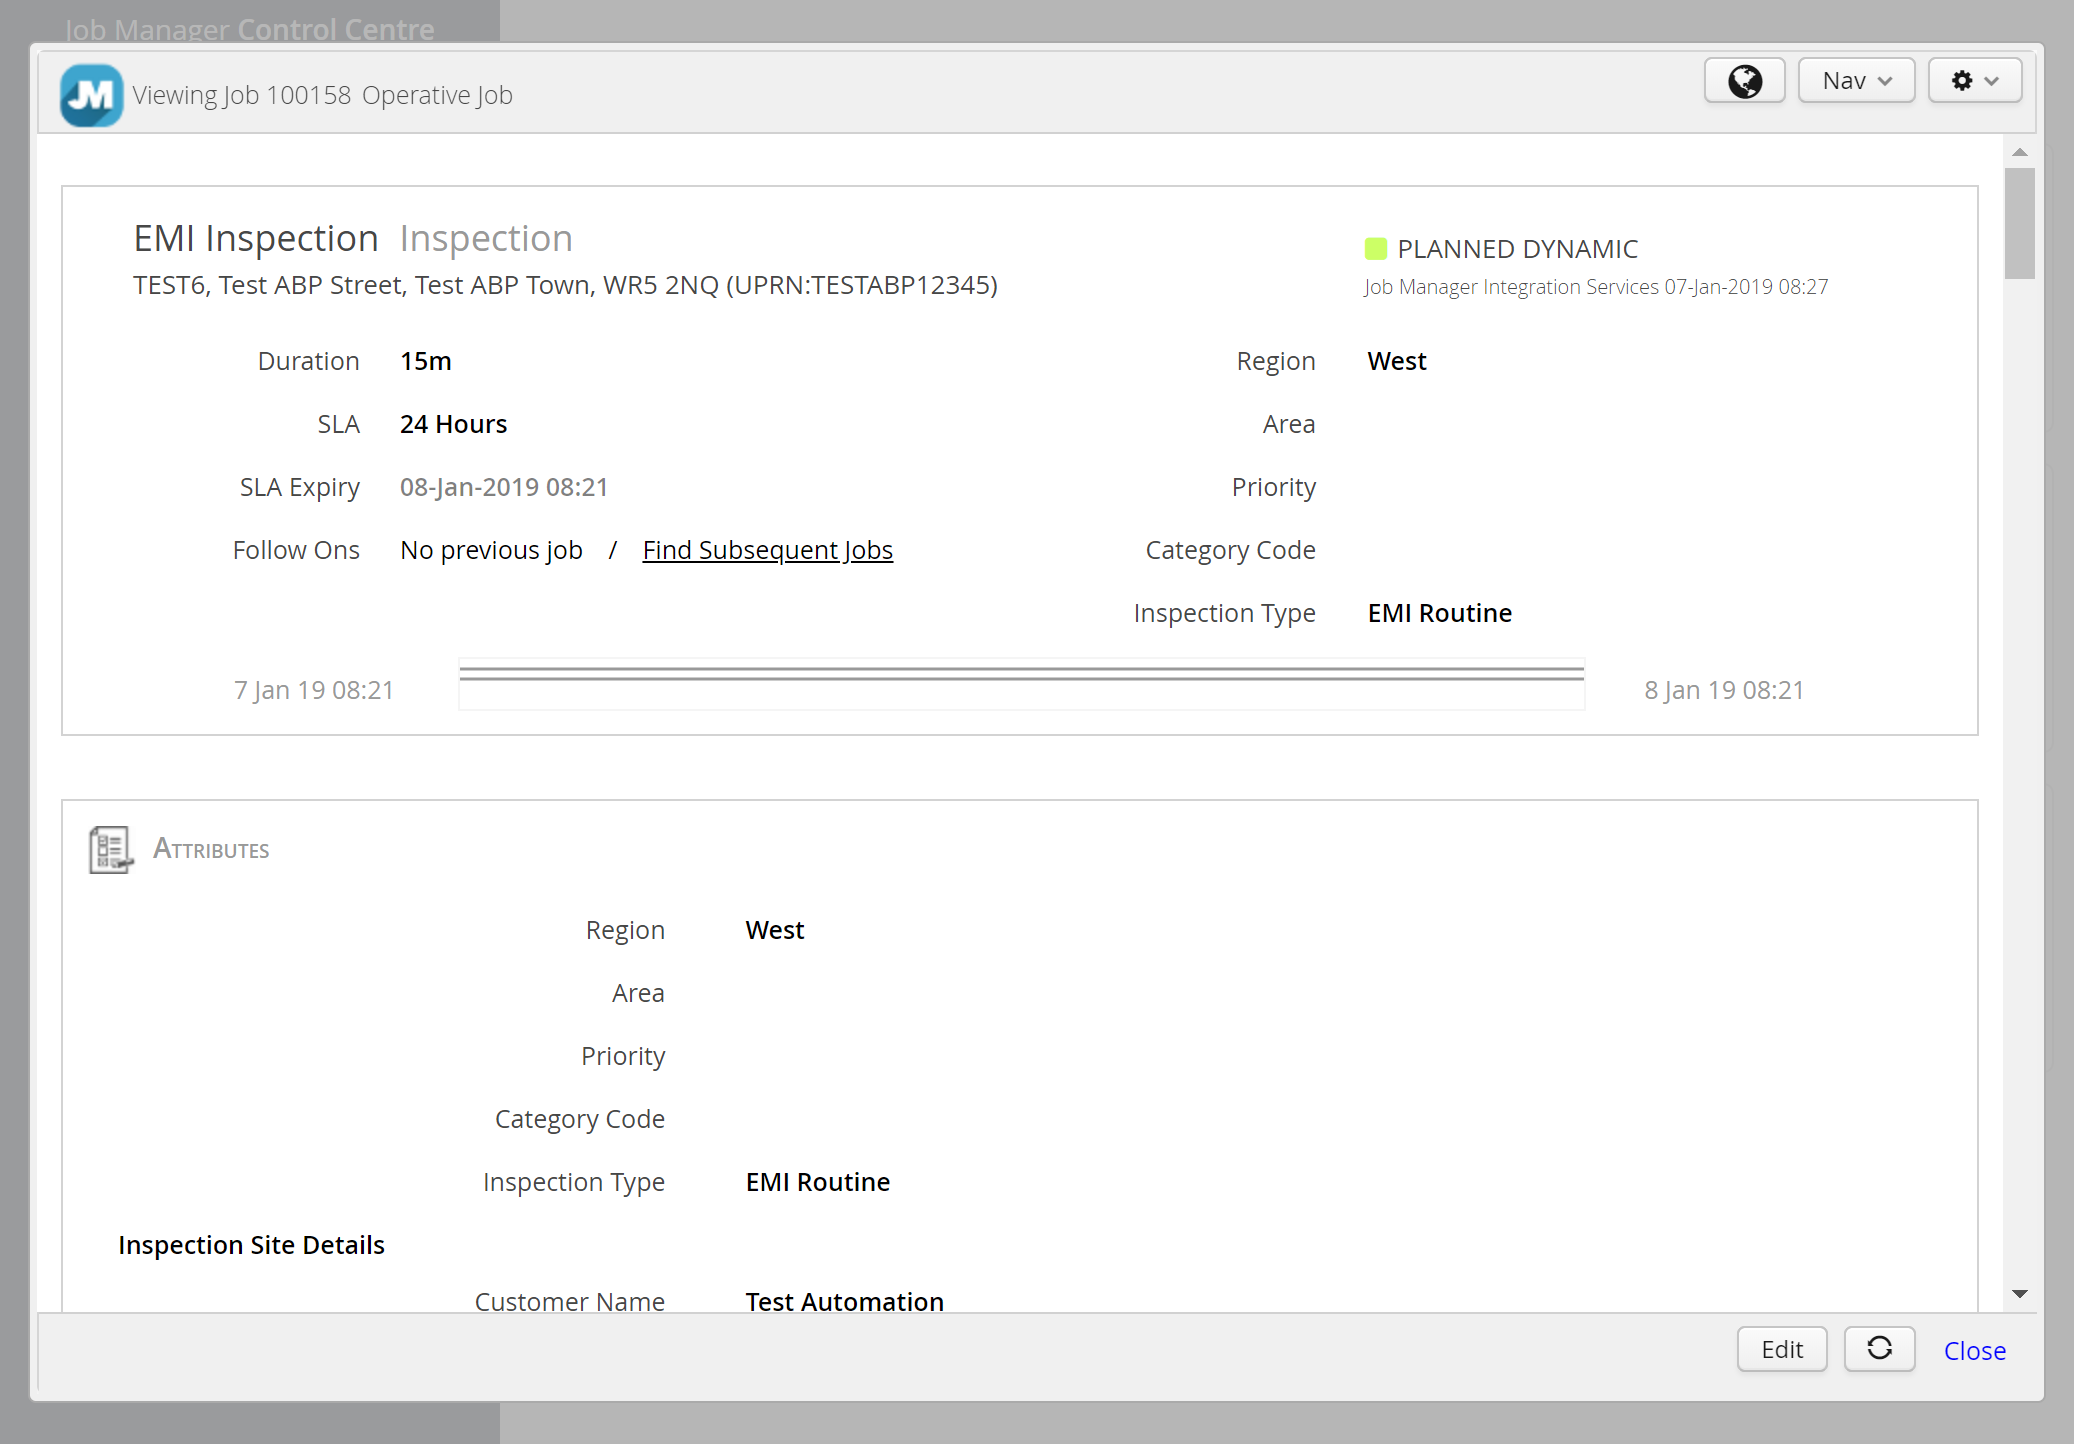 Job Manager Control Centre
JM Viewing Job 100158 Operative Job
Nav
EMI Inspection Inspection
TEST6, Test ABP Street, Test ABP Town, WR5 2NQ (UPRN:TESTABP12345)
PLANNED DYNAMIC
Job Manager Integration Services 07-Jan-2019 08:27
Duration 15m
Region West
SLA 24 Hours
Area
SLA Expiry 08-Jan-2019 08:21
Priority
Follow Ons No previous job / Find Subsequent Jobs
Category Code
Inspection Type EMI Routine
7 Jan 19 08:21
8 Jan 19 08:21
Attributes
Region West
Area
Priority
Category Code
Inspection Type EMI Routine
Inspection Site Details
Customer Name Test Automation
Edit
Close